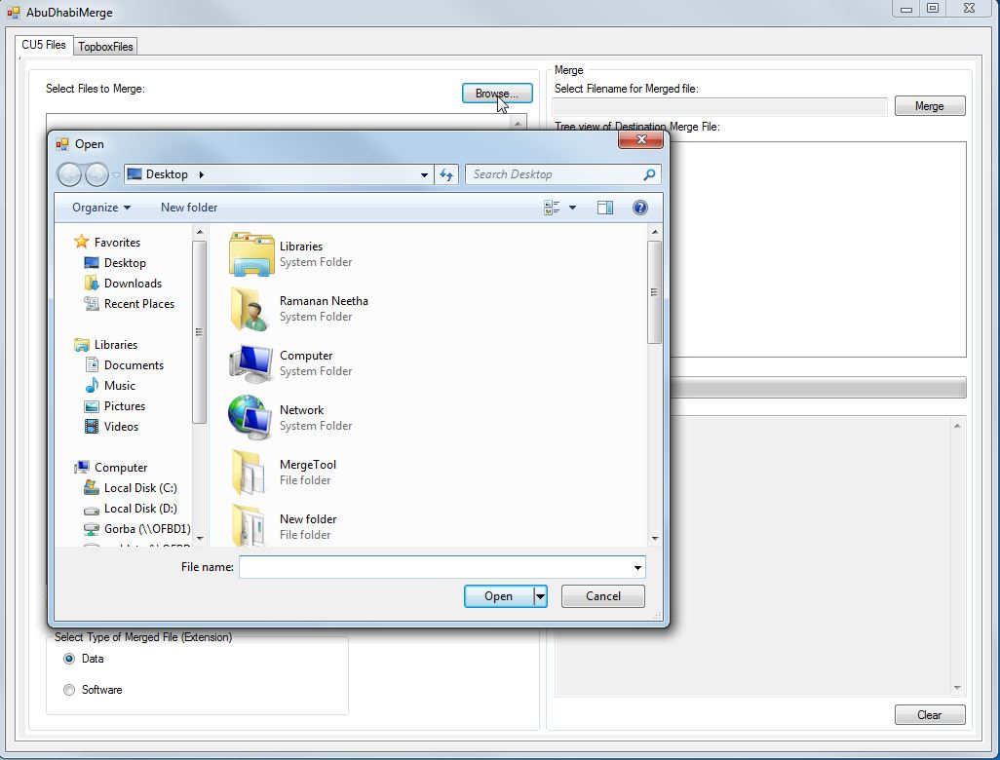 AbuDhabiMerge
CU5 Files
TopboxFiles
Select Files to Merge:
Browse...
Merge
Select Filename for Merged file:
Merge
Tree view of Destination Merge File:
Open
Desktop
Search Desktop
Organize
New folder
Favorites
Desktop
Downloads
Recent Places
Libraries
Documents
Music
Pictures
Videos
Computer
Local Disk (C:)
Local Disk (D:)
Gorba (\\OFBD1)
Libraries
System Folder
Ramanan Neetha
System Folder
Computer
System Folder
Network
System Folder
MergeTool
File folder
New folder
File folder
File name:
Open
Cancel
Select Type of Merged File (Extension)
Data
Software
Clear